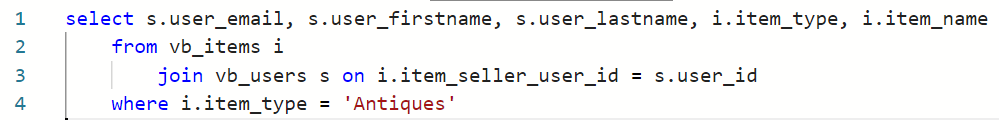 1 select s.user_email, s.user_firstname, s.user_lastname, i.item_type, i.item_name
2 from vb_items i
3 join vb_users s on i.item_seller_user_id = s.user_id
4 where i.item_type = 'Antiques'